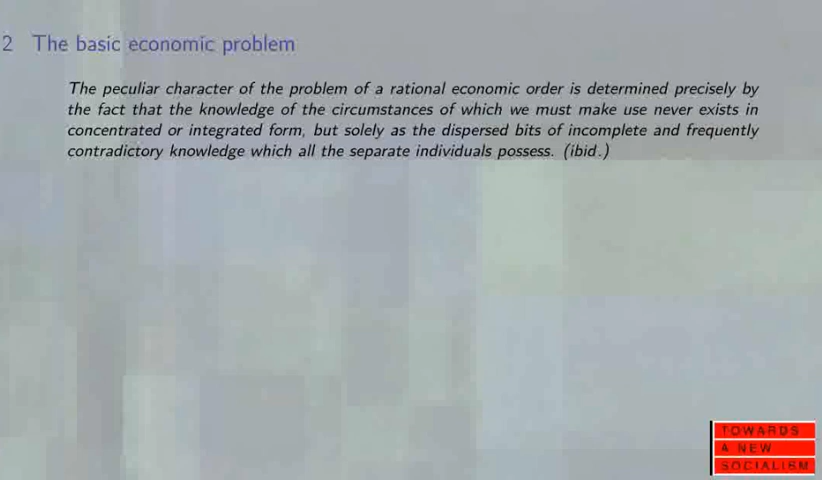 2 The basic economic problem
The peculiar character of the problem of a rational economic order is determined precisely by
the fact that the knowledge of the circumstances of which we must make use never exists in
concentrated or integrated form, but solely as the dispersed bits of incomplete and frequently
contradictory knowledge which all the separate individuals possess. (ibid.)
TOWARDS
A NEW
SOCIALISM